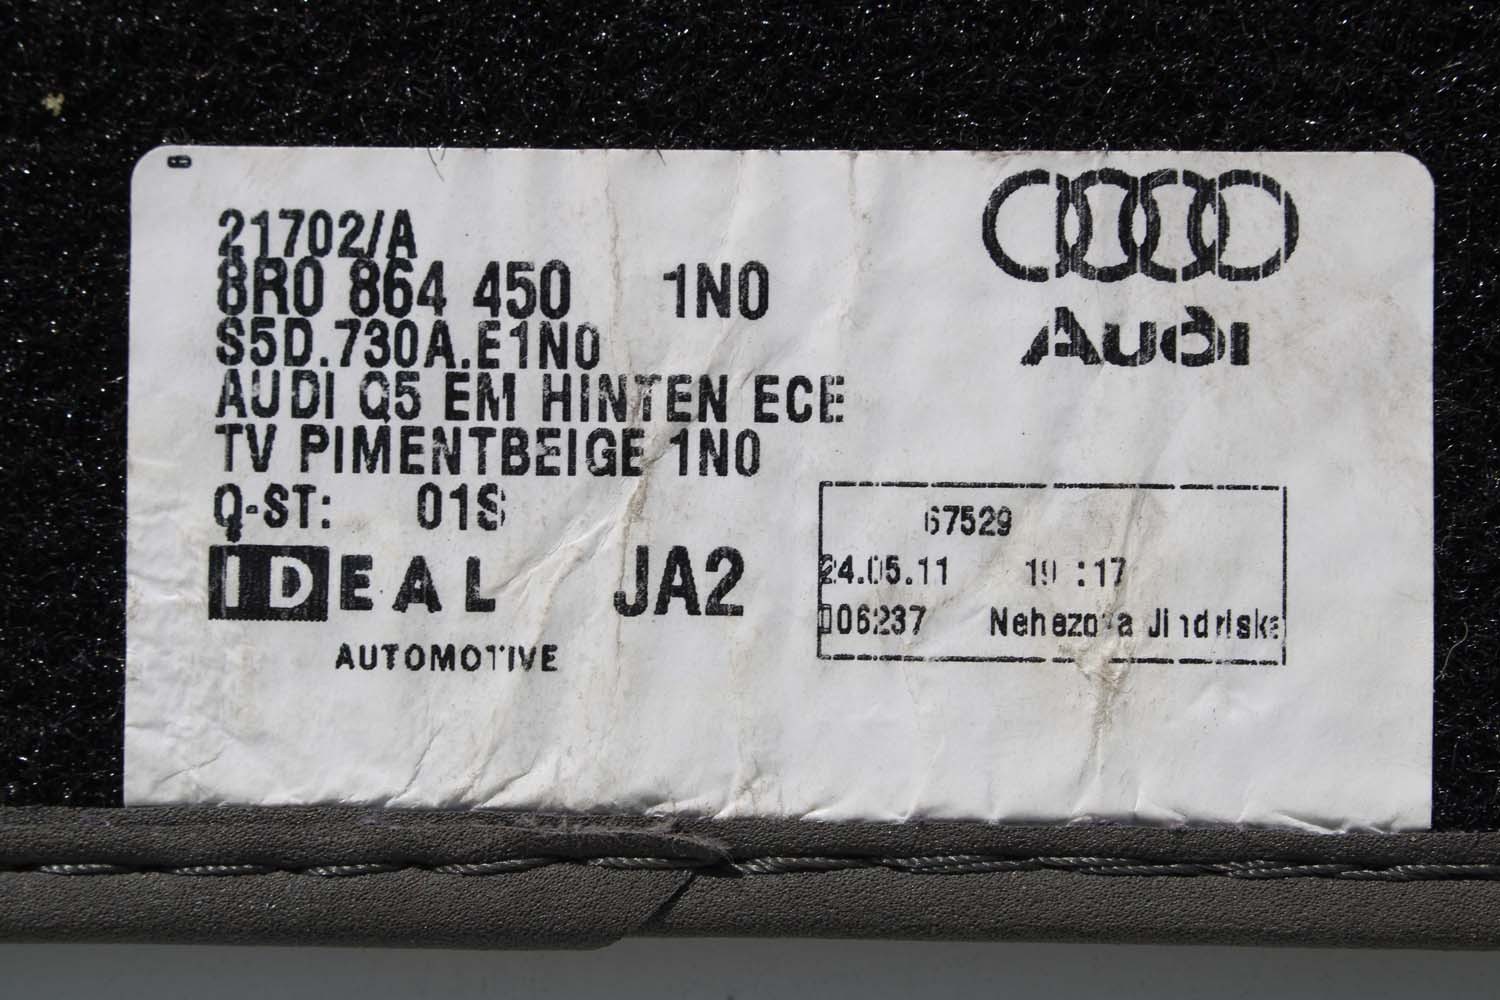 21702/A
8R0 864 450 1N0
S5D.730A.E1N0
AUDI Q5 EM HINTEN ECE
TV PIMENTBEIGE 1N0
Q-ST: 01S
IDEAL JA2
AUTOMOTIVE
Audi
67529
24.05.11 19:17
006237 Nehezova Jindriska